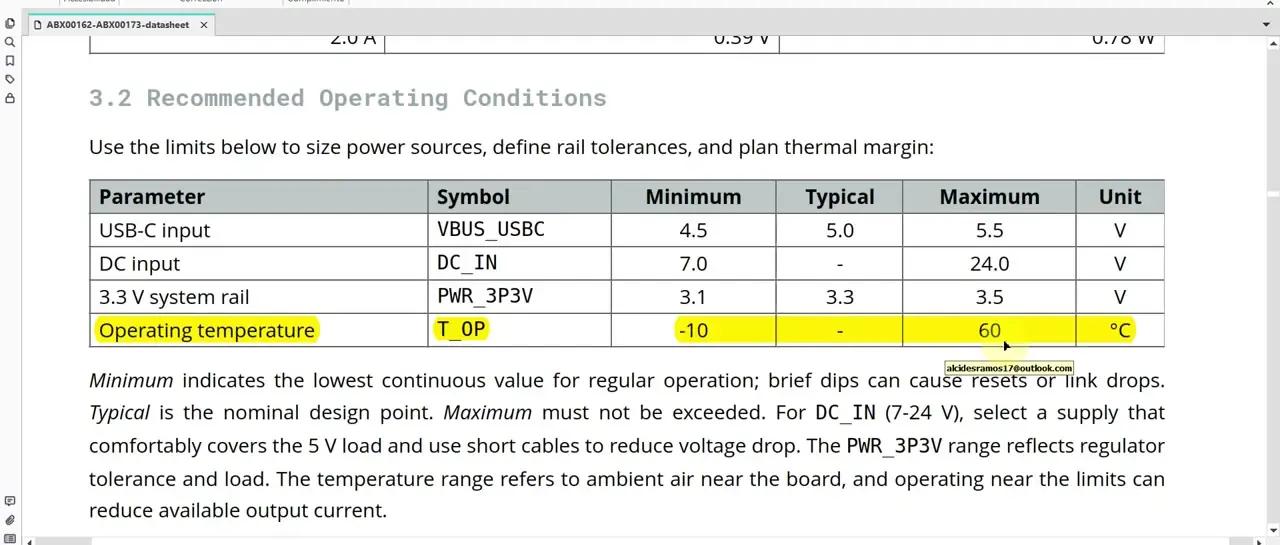 ABX00162-ABX00173-datasheet
2.0 A 0.39 V 0.78 W
3.2 Recommended Operating Conditions
Use the limits below to size power sources, define rail tolerances, and plan thermal margin:
Parameter Symbol Minimum Typical Maximum Unit
USB-C input VBUS_USBC 4.5 5.0 5.5 V
DC input DC_IN 7.0 - 24.0 V
3.3 V system rail PWR_3P3V 3.1 3.3 3.5 V
Operating temperature T_OP -10 - 60 °C
alcidesramos17@outlook.com
Minimum indicates the lowest continuous value for regular operation; brief dips can cause resets or link drops.
Typical is the nominal design point. Maximum must not be exceeded. For DC_IN (7-24 V), select a supply that
comfortably covers the 5 V load and use short cables to reduce voltage drop. The PWR_3P3V range reflects regulator
tolerance and load. The temperature range refers to ambient air near the board, and operating near the limits can
reduce available output current.